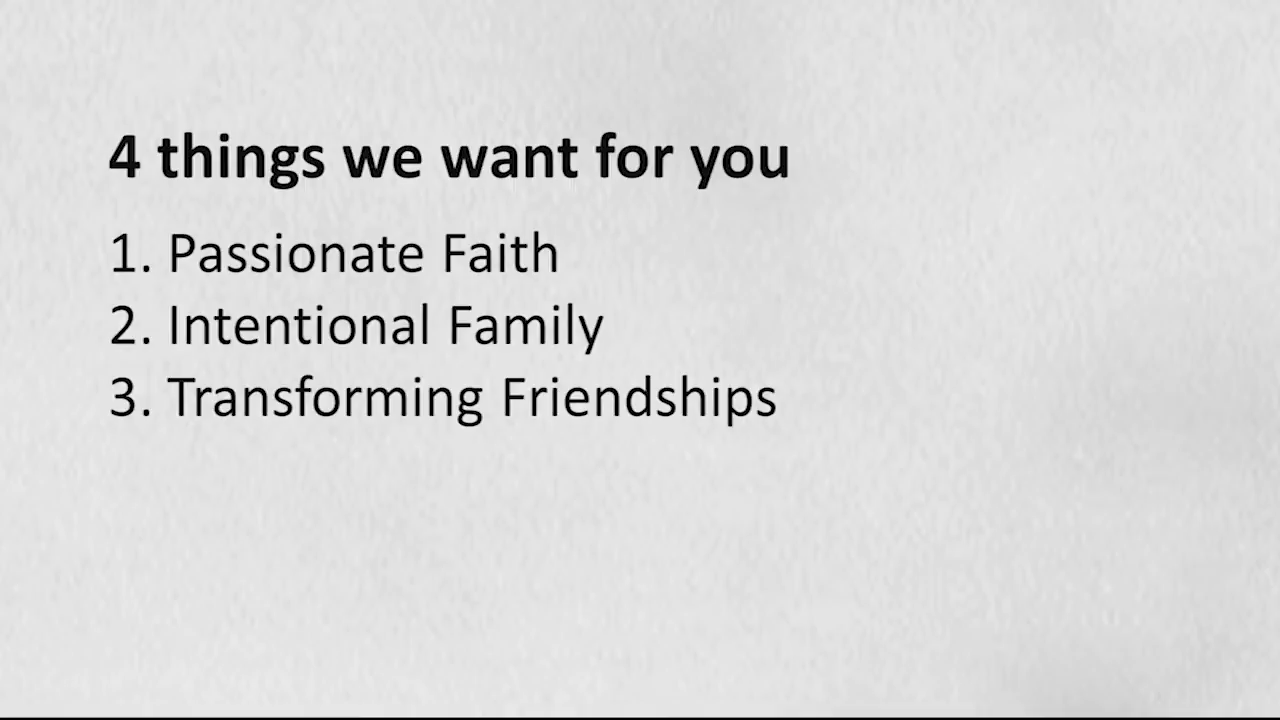 4 things we want for you
1. Passionate Faith
2. Intentional Family
3. Transforming Friendships